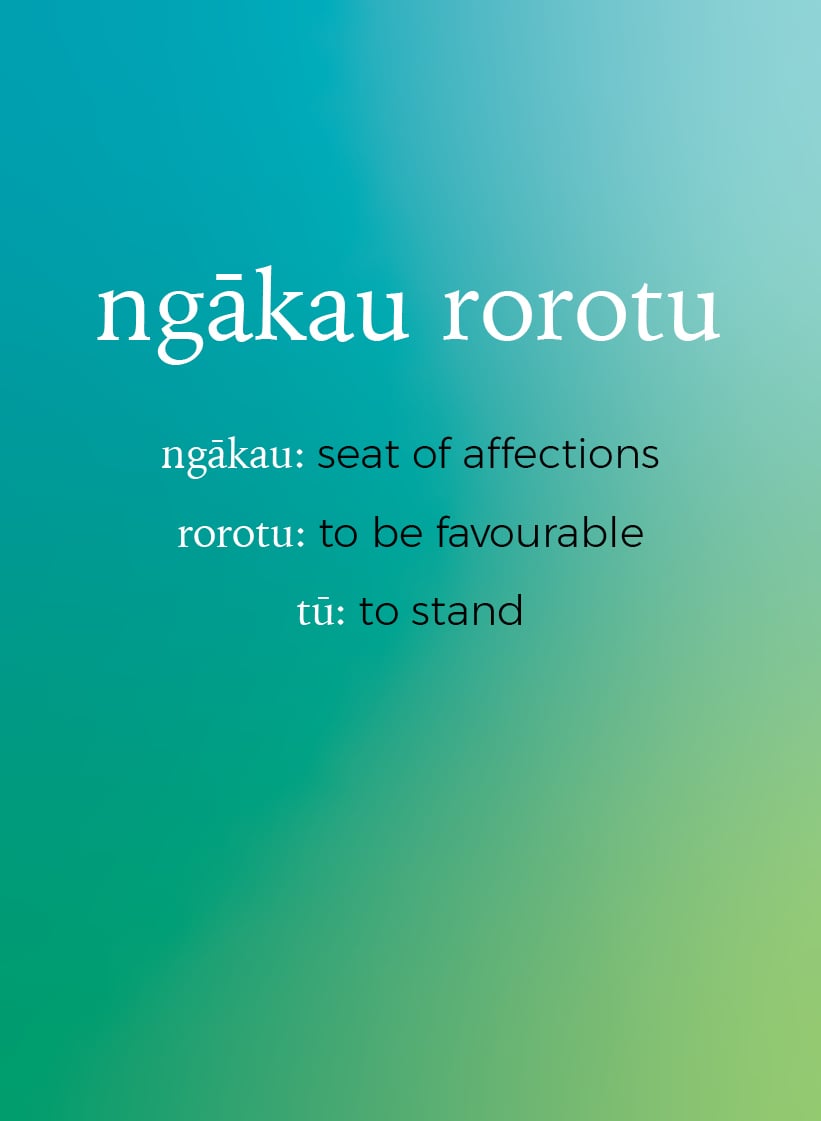 ngākau rorotu
ngākau: seat of affections
rorotu: to be favourable
tū: to stand